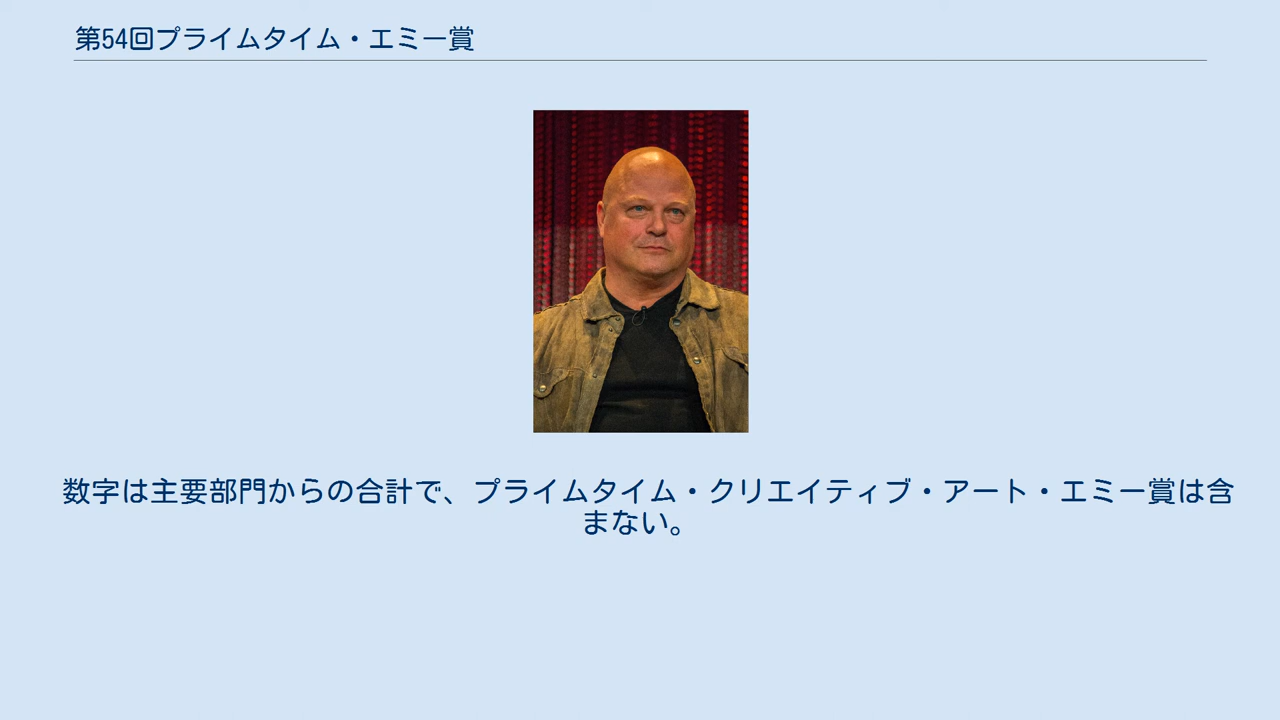 第54回プライムタイム・エミー賞
数字は主要部門からの合計で、プライムタイム・クリエイティブ・アート・エミー賞は含
まない。